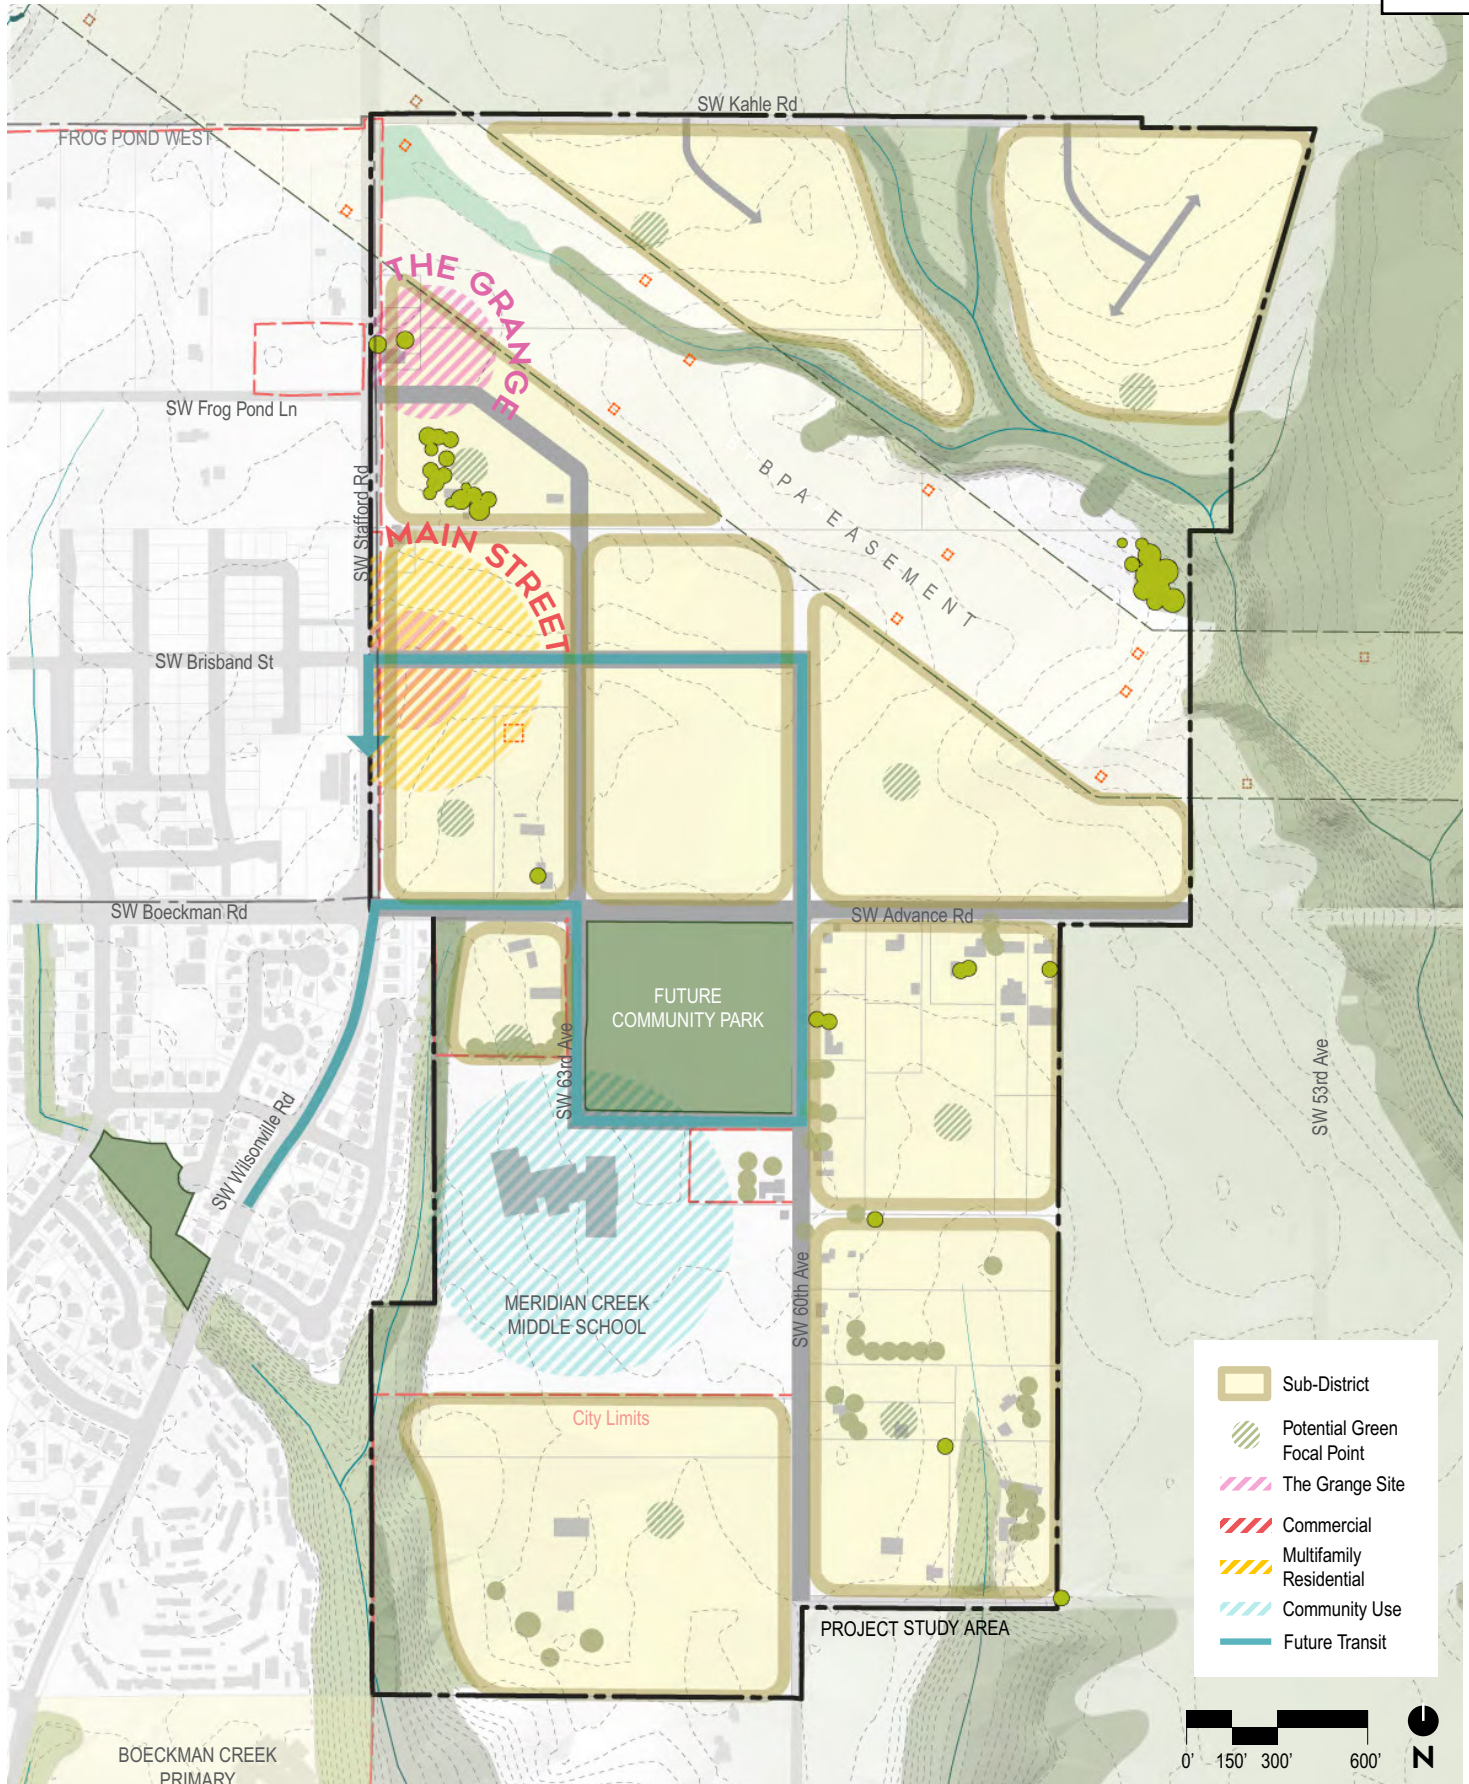 SW Kahle Rd
FROG POND WEST
THE GRANGE
SW Frog Pond Ln
SW Stafford Rd
BPA EASEMENT
MAIN STREET
SW Brisband St
SW Boeckman Rd
SW Advance Rd
FUTURE
COMMUNITY PARK
SW 63rd Ave
SW 53rd Ave
SW Wilsonville Rd
SW 60th Ave
MERIDIAN CREEK
MIDDLE SCHOOL
City Limits
PROJECT STUDY AREA
BOECKMAN CREEK
PRIMARY
Sub-District
Potential Green
Focal Point
The Grange Site
Commercial
Multifamily
Residential
Community Use
Future Transit
0' 150' 300' 600'
N